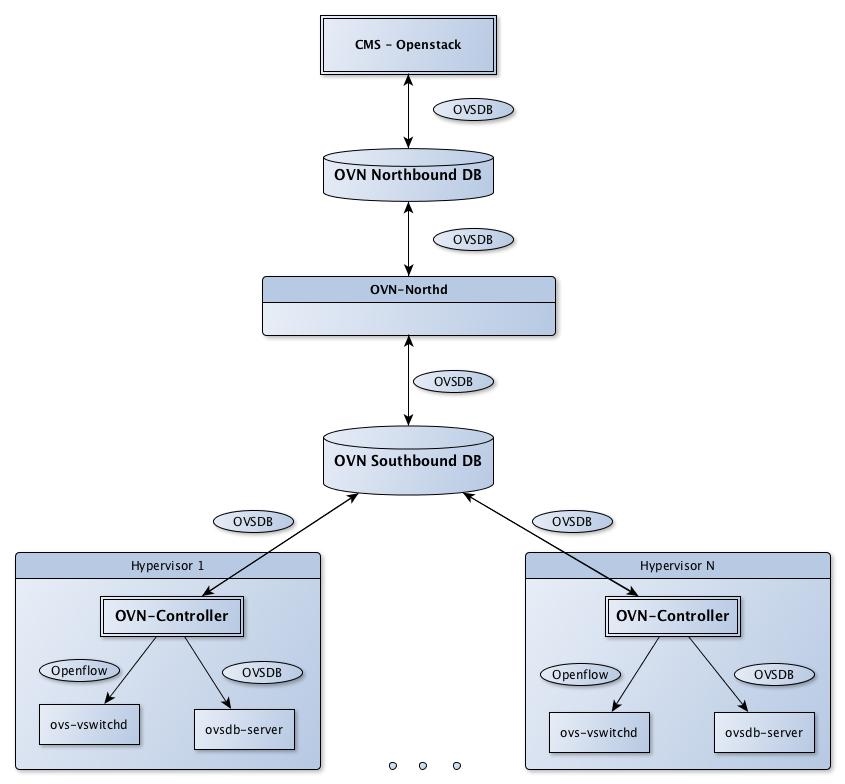 CMS - Openstack
OVSDB
OVN Northbound DB
OVSDB
OVN-Northd
OVSDB
OVN Southbound DB
OVSDB
OVSDB
Hypervisor 1
OVN-Controller
Openflow
OVSDB
ovs-vswitchd
ovsdb-server
Hypervisor N
OVN-Controller
Openflow
OVSDB
ovs-vswitchd
ovsdb-server